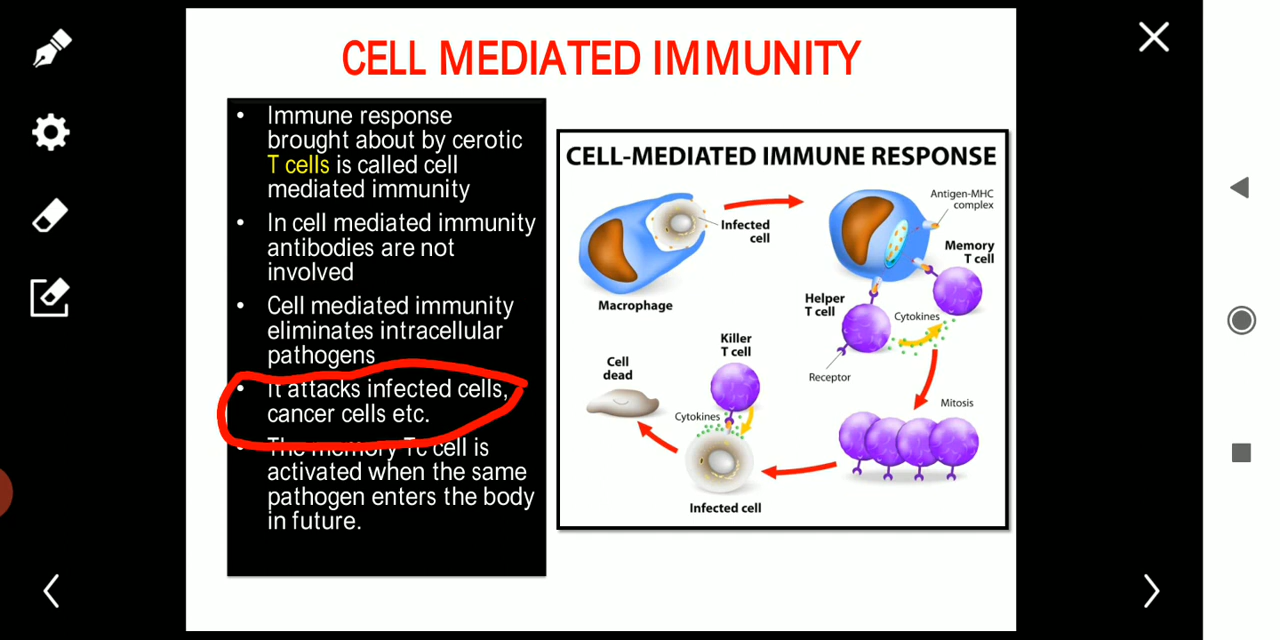 CELL MEDIATED IMMUNITY
• Immune response
brought about by cerotic
T cells is called cell
mediated immunity
• In cell mediated immunity
antibodies are not
involved
• Cell mediated immunity
eliminates intracellular
pathogens
• It attacks infected cells,
cancer cells etc.
• The memory Tc cell is
activated when the same
pathogen enters the body
in future.
CELL-MEDIATED IMMUNE RESPONSE
Infected
cell
Macrophage
Antigen-MHC
complex
Memory
T cell
Helper
T cell
Cytokines
Receptor
Mitosis
Killer
T cell
Cytokines
Infected cell
Cell
dead